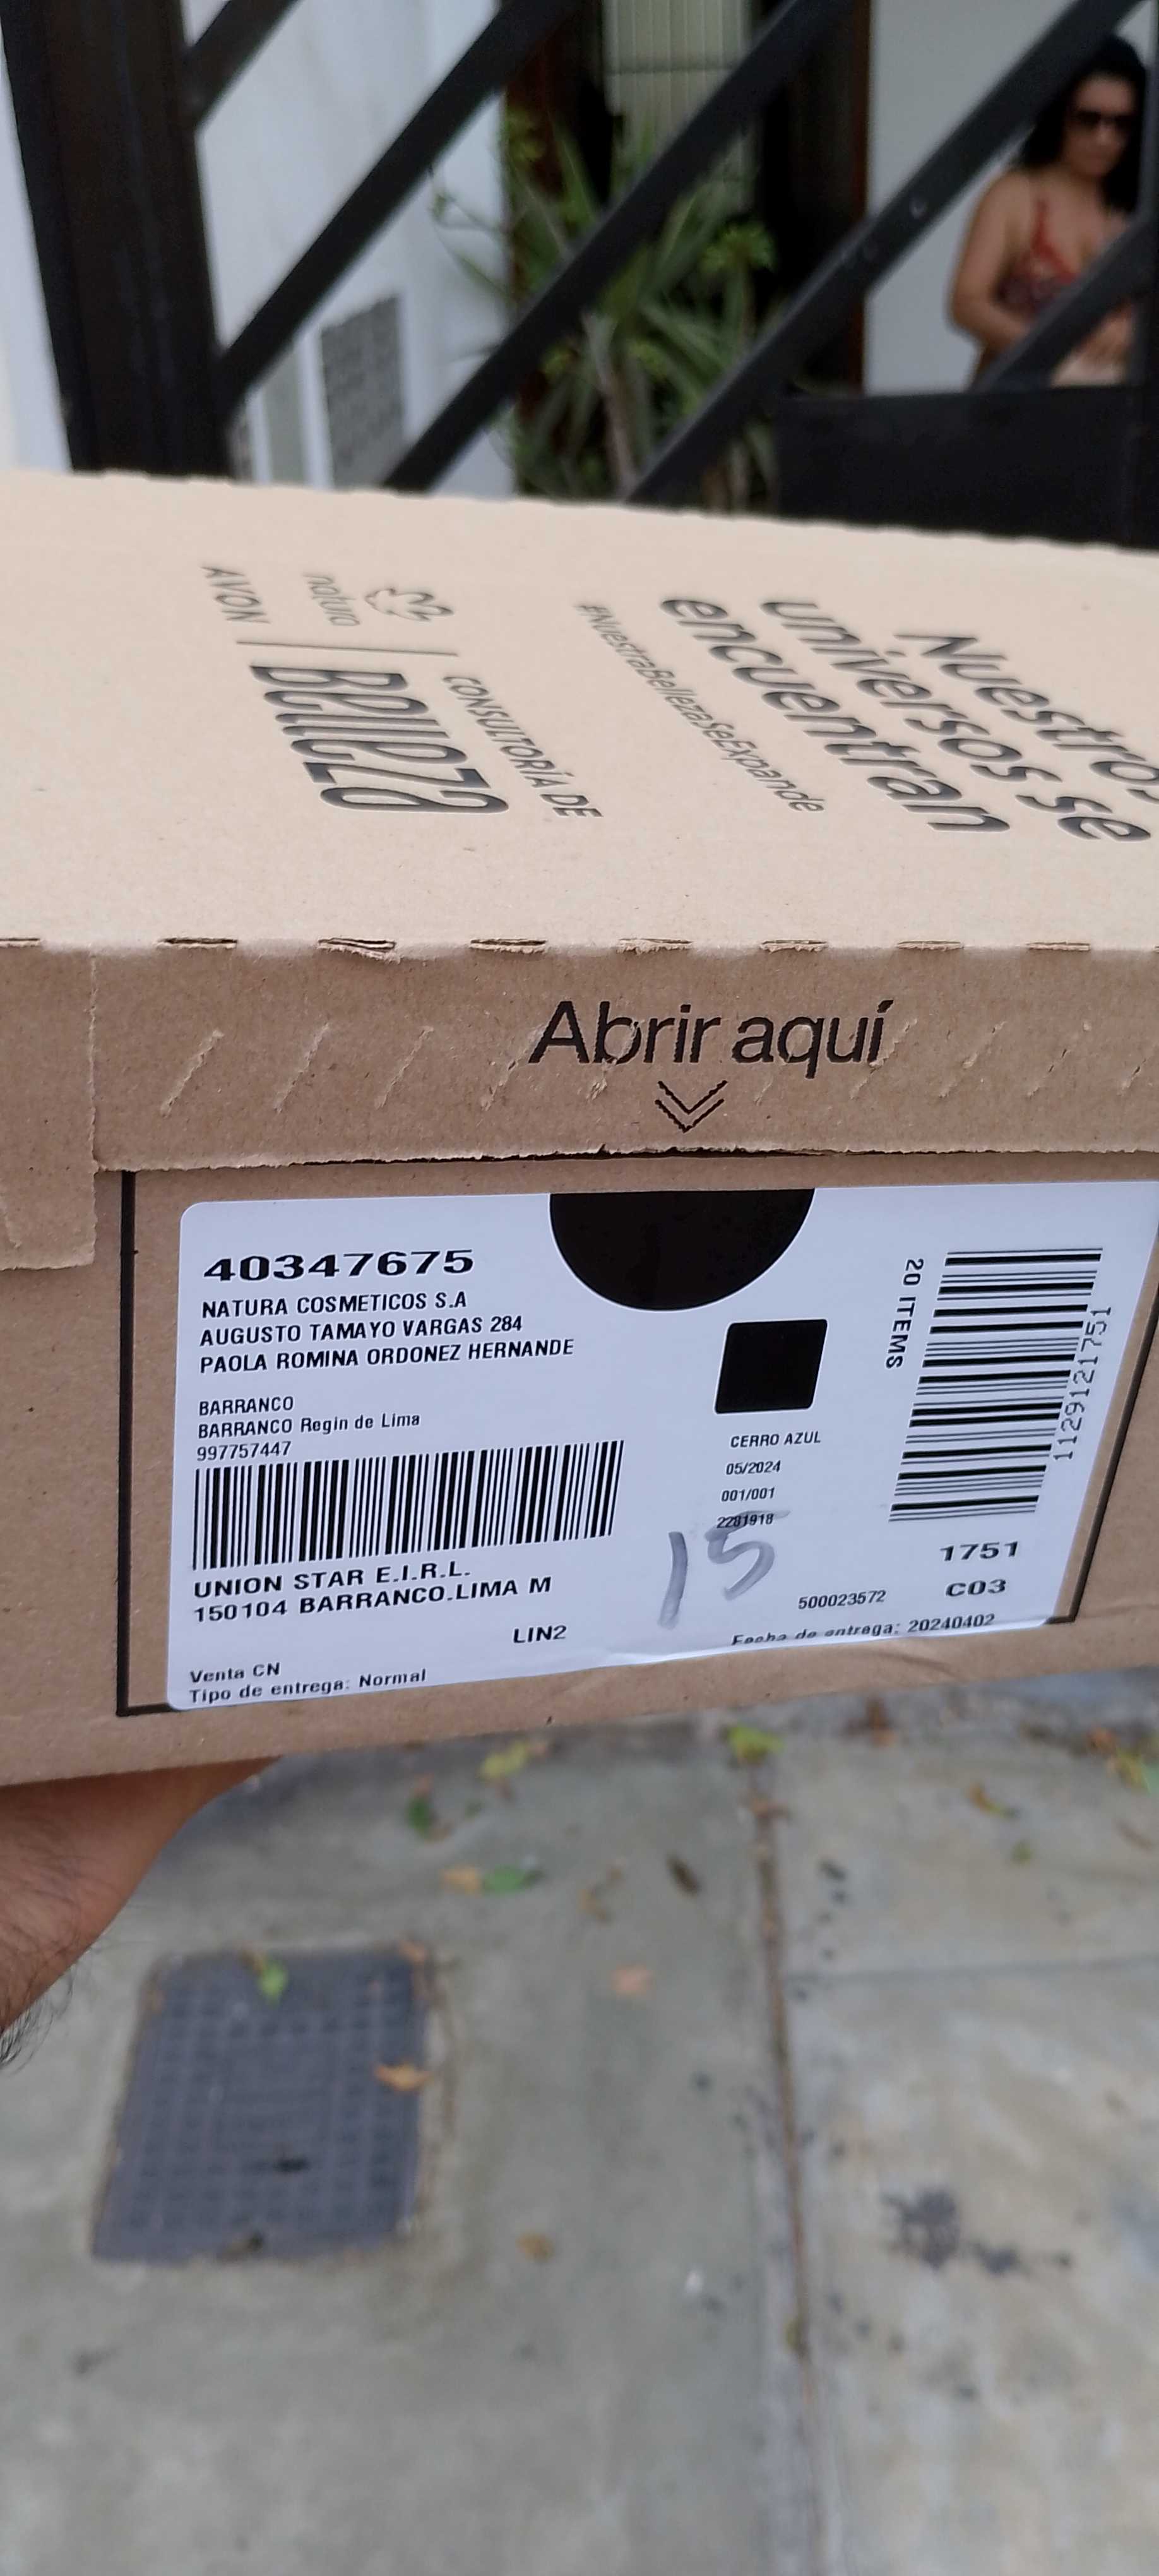 Nuestros
universos se
encuentran
#NuestraBellezaSeExpande
CONSULTORÍA DE
Belleza
natura
AVON
Abrir aquí
40347675
NATURA COSMETICOS S.A
AUGUSTO TAMAYO VARGAS 284
PAOLA ROMINA ORDONEZ HERNANDE
BARRANCO
BARRANCO Regin de Lima
997757447
UNION STAR E.I.R.L.
150104 BARRANCO.LIMA M
LIN2
Venta CN
Tipo de entrega: Normal
CERRO AZUL
05/2024
001/001
2281918
15
500023572
Fecha de entrega: 20240402
20 ITEMS
1129121751
1751
C03